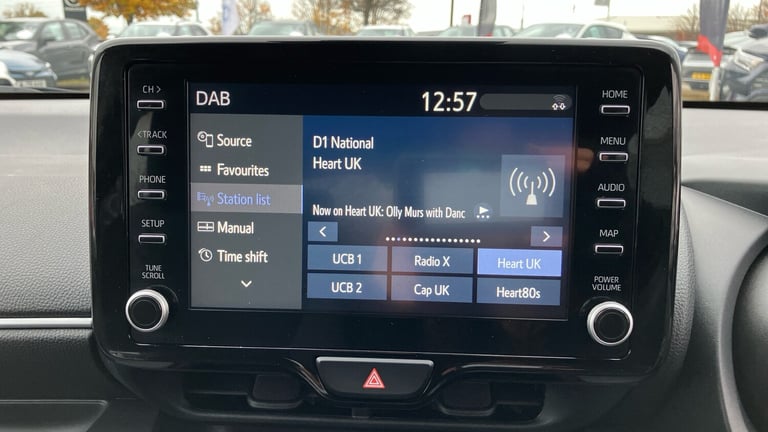 CH >
< TRACK
PHONE
SETUP
TUNE
SCROLL
DAB
12:57
Source
Favourites
Station list
Manual
Time shift
D1 National
Heart UK
Now on Heart UK: Olly Murs with Danc
< >
UCB 1 Radio X Heart UK
UCB 2 Cap UK Heart80s
HOME
MENU
AUDIO
MAP
POWER
VOLUME